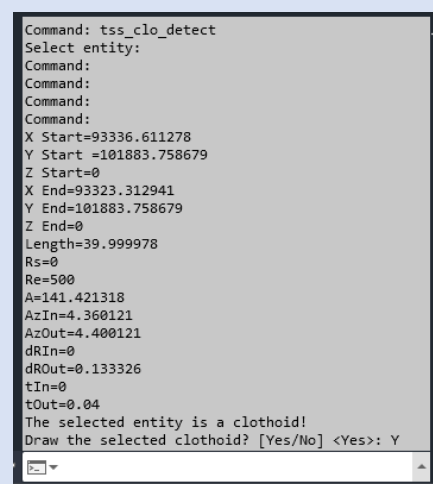 Command: tss_clo_detect
Select entity:
Command:
Command:
Command:
Command:
X Start=93336.611278
Y Start =101883.758679
Z Start=0
X End=93323.312941
Y End=101883.758679
Z End=0
Length=39.999978
Rs=0
Re=500
A=141.421318
AzIn=4.360121
AzOut=4.400121
dRIn=0
dROut=0.133326
tIn=0
tOut=0.04
The selected entity is a clothoid!
Draw the selected clothoid? [Yes/No] <Yes>: Y